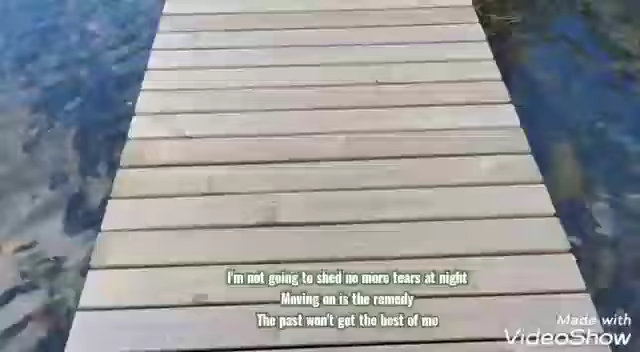 I'm not going to shed no more tears at night
Moving on is the remedy
The past won't get the best of me
Made with
VideoShow